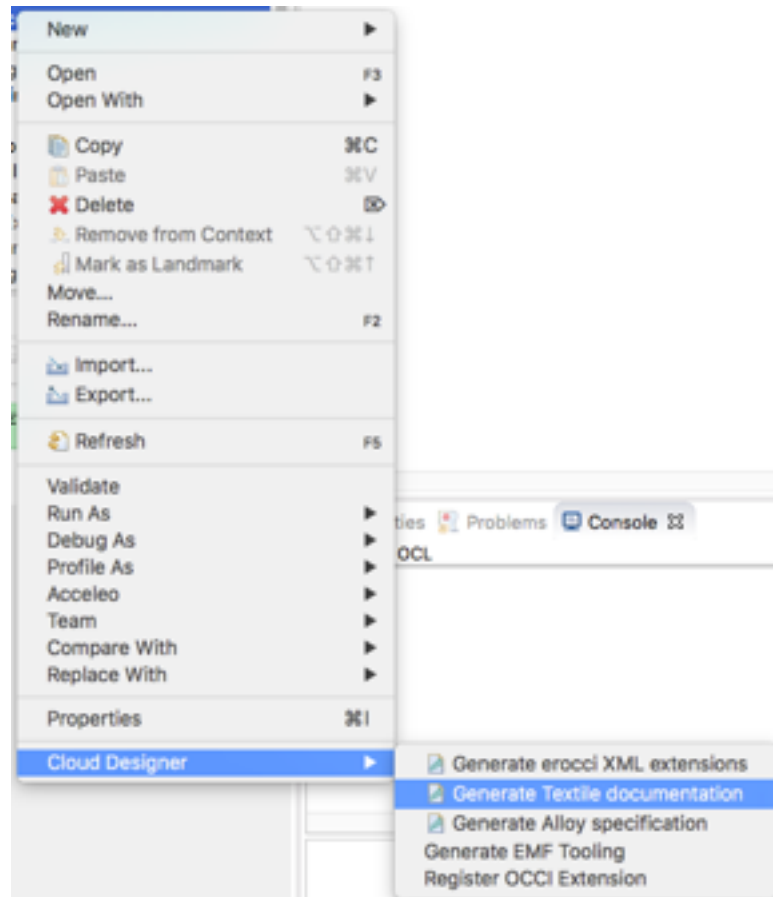 New
Open F3
Open With
Copy ⌘C
Paste ⌘V
Delete ⌦
Remove from Context ⌥⇧⌘↓
Mark as Landmark ⌥⇧⌘↑
Move...
Rename... F2
Import...
Export...
Refresh F5
Validate
Run As
Debug As
Profile As
Acceleo
Team
Compare With
Replace With
Properties ⌘I
Cloud Designer
ties Problems Console
OCL
Generate erocci XML extensions
Generate Textile documentation
Generate Alloy specification
Generate EMF Tooling
Register OCCI Extension